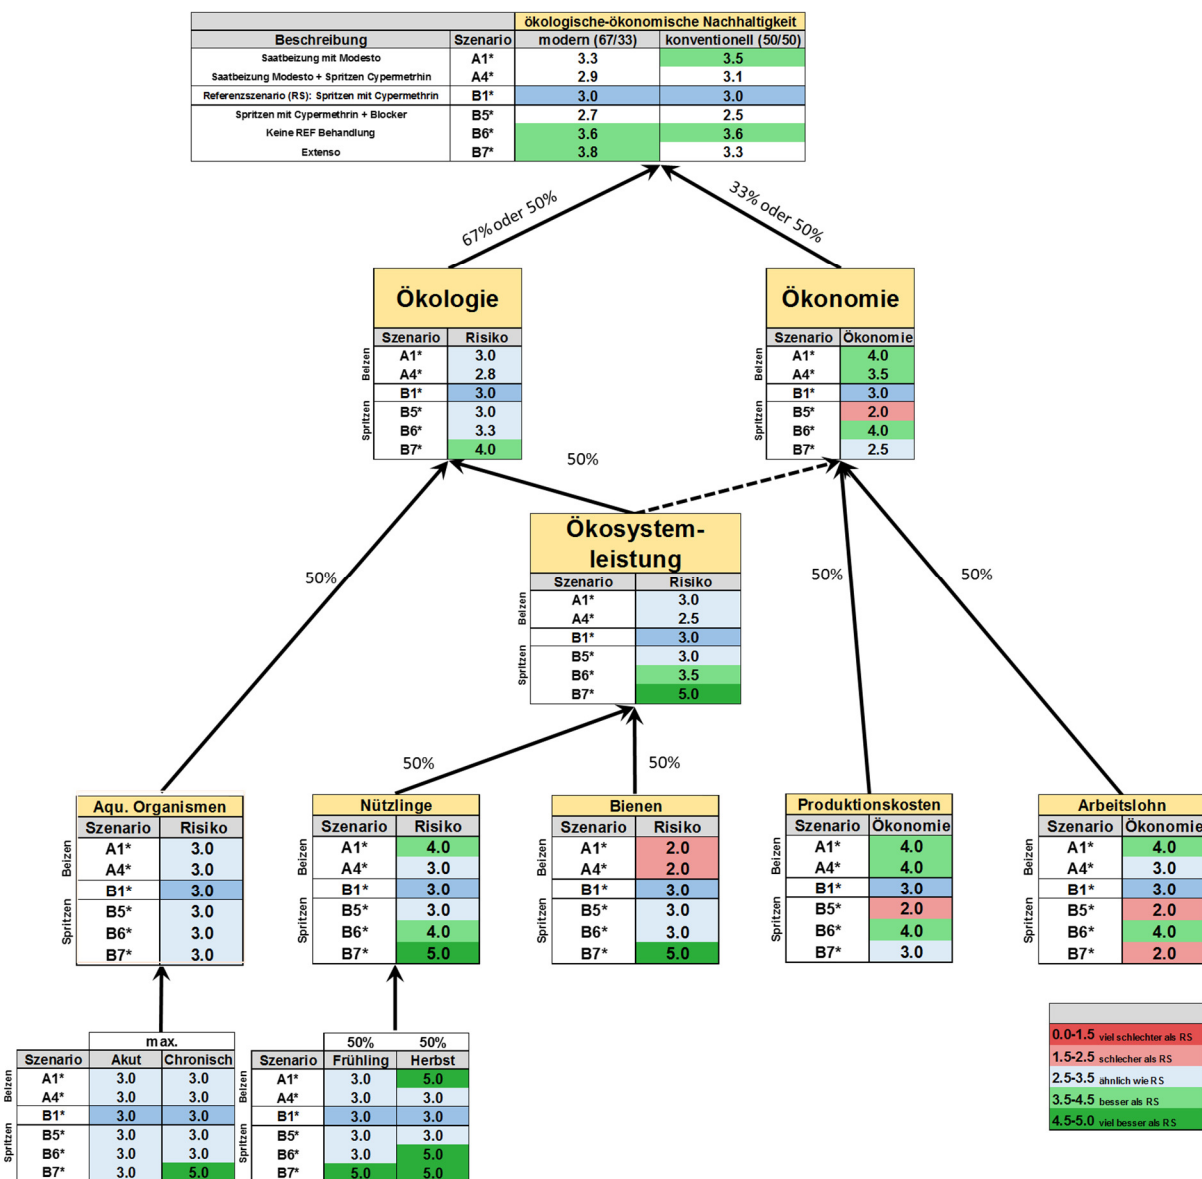 ökologische-ökonomische Nachhaltigkeit
Beschreibung Szenario modern (67/33) konventionell (50/50)
Saatbeizung mit Modesto A1* 3.3 3.5
Saatbeizung Modesto + Spritzen Cypermetrhin A4* 2.9 3.1
Referenzszenario (RS): Spritzen mit Cypermethrin B1* 3.0 3.0
Spritzen mit Cypermethrin + Blocker B5* 2.7 2.5
Keine REF Behandlung B6* 3.6 3.6
Extenso B7* 3.8 3.3
67% oder 50%
33% oder 50%
Ökologie
Szenario Risiko
Beizen
A1* 3.0
A4* 2.8
B1* 3.0
Spritzen
B5* 3.0
B6* 3.3
B7* 4.0
Ökonomie
Szenario Ökonomie
Beizen
A1* 4.0
A4* 3.5
B1* 3.0
Spritzen
B5* 2.0
B6* 4.0
B7* 2.5
50%
50%
50%
50%
Ökosystem-
leistung
Szenario Risiko
Beizen
A1* 3.0
A4* 2.5
B1* 3.0
Spritzen
B5* 3.0
B6* 3.5
B7* 5.0
50%
50%
Aqu. Organismen
Szenario Risiko
Beizen
A1* 3.0
A4* 3.0
B1* 3.0
Spritzen
B5* 3.0
B6* 3.0
B7* 3.0
Nützlinge
Szenario Risiko
Beizen
A1* 4.0
A4* 3.0
B1* 3.0
Spritzen
B5* 3.0
B6* 4.0
B7* 5.0
Bienen
Szenario Risiko
Beizen
A1* 2.0
A4* 2.0
B1* 3.0
Spritzen
B5* 3.0
B6* 3.0
B7* 5.0
Produktionskosten
Szenario Ökonomie
Beizen
A1* 4.0
A4* 4.0
B1* 3.0
Spritzen
B5* 2.0
B6* 4.0
B7* 3.0
Arbeitslohn
Szenario Ökonomie
Beizen
A1* 4.0
A4* 3.0
B1* 3.0
Spritzen
B5* 2.0
B6* 4.0
B7* 2.0
max.
Szenario Akut Chronisch
Beizen
A1* 3.0 3.0
A4* 3.0 3.0
B1* 3.0 3.0
Spritzen
B5* 3.0 3.0
B6* 3.0 3.0
B7* 3.0 5.0
50% 50%
Szenario Frühling Herbst
Beizen
A1* 3.0 5.0
A4* 3.0 3.0
B1* 3.0 3.0
Spritzen
B5* 3.0 3.0
B6* 3.0 5.0
B7* 5.0 5.0
0.0-1.5 viel schlechter als RS
1.5-2.5 schlecher als RS
2.5-3.5 ähnlich wie RS
3.5-4.5 besser als RS
4.5-5.0 viel besser als RS